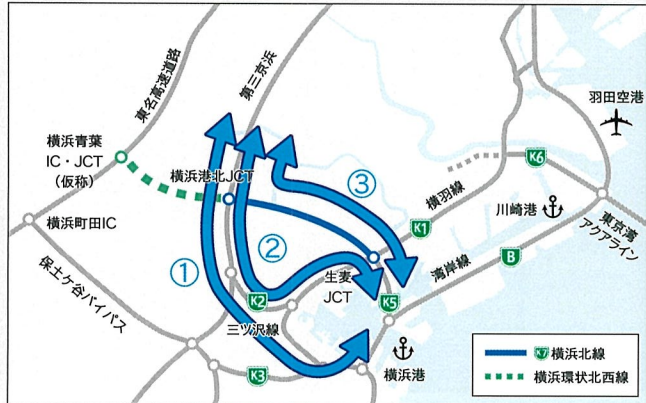 東名高速道路
第三京浜
羽田空港
横浜青葉
IC・JCT
(仮称)
横浜港北JCT
K6
③
横羽線
川崎港
横浜町田IC
K1
東京湾
アクアライン
②
湾岸線
B
①
生麦
JCT
保土ケ谷バイパス
K2
K5
三ツ沢線
K3
横浜港
K7 横浜北線
横浜環状北西線